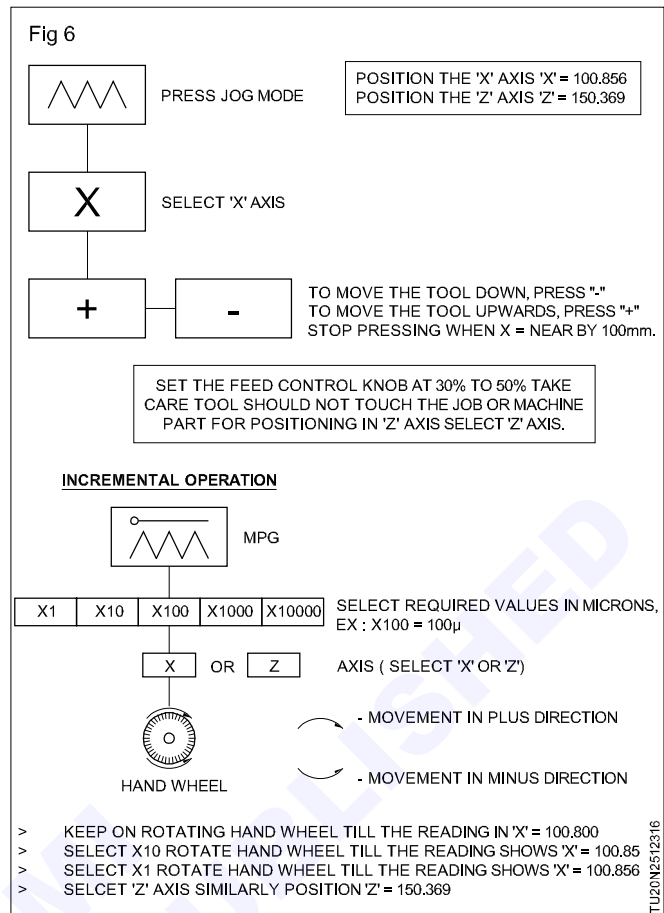 Fig 6
PRESS JOG MODE
POSITION THE 'X' AXIS 'X' = 100.856
POSITION THE 'Z' AXIS 'Z' = 150.369
X
SELECT 'X' AXIS
+
-
TO MOVE THE TOOL DOWN, PRESS "-"
TO MOVE THE TOOL UPWARDS, PRESS "+"
STOP PRESSING WHEN X = NEAR BY 100mm.
SET THE FEED CONTROL KNOB AT 30% TO 50% TAKE
CARE TOOL SHOULD NOT TOUCH THE JOB OR MACHINE
PART FOR POSITIONING IN 'Z' AXIS SELECT 'Z' AXIS.
INCREMENTAL OPERATION
MPG
X1 X10 X100 X1000 X10000
SELECT REQUIRED VALUES IN MICRONS,
EX : X100 = 100µ
X OR Z
AXIS ( SELECT 'X' OR 'Z')
- MOVEMENT IN PLUS DIRECTION
- MOVEMENT IN MINUS DIRECTION
HAND WHEEL
> KEEP ON ROTATING HAND WHEEL TILL THE READING IN 'X' = 100.800
> SELECT X10 ROTATE HAND WHEEL TILL THE READING SHOWS 'X' = 100.85
> SELECT X1 ROTATE HAND WHEEL TILL THE READING SHOWS 'X' = 100.856
> SELCET 'Z' AXIS SIMILARLY POSITION 'Z' = 150.369
TU20N2512316